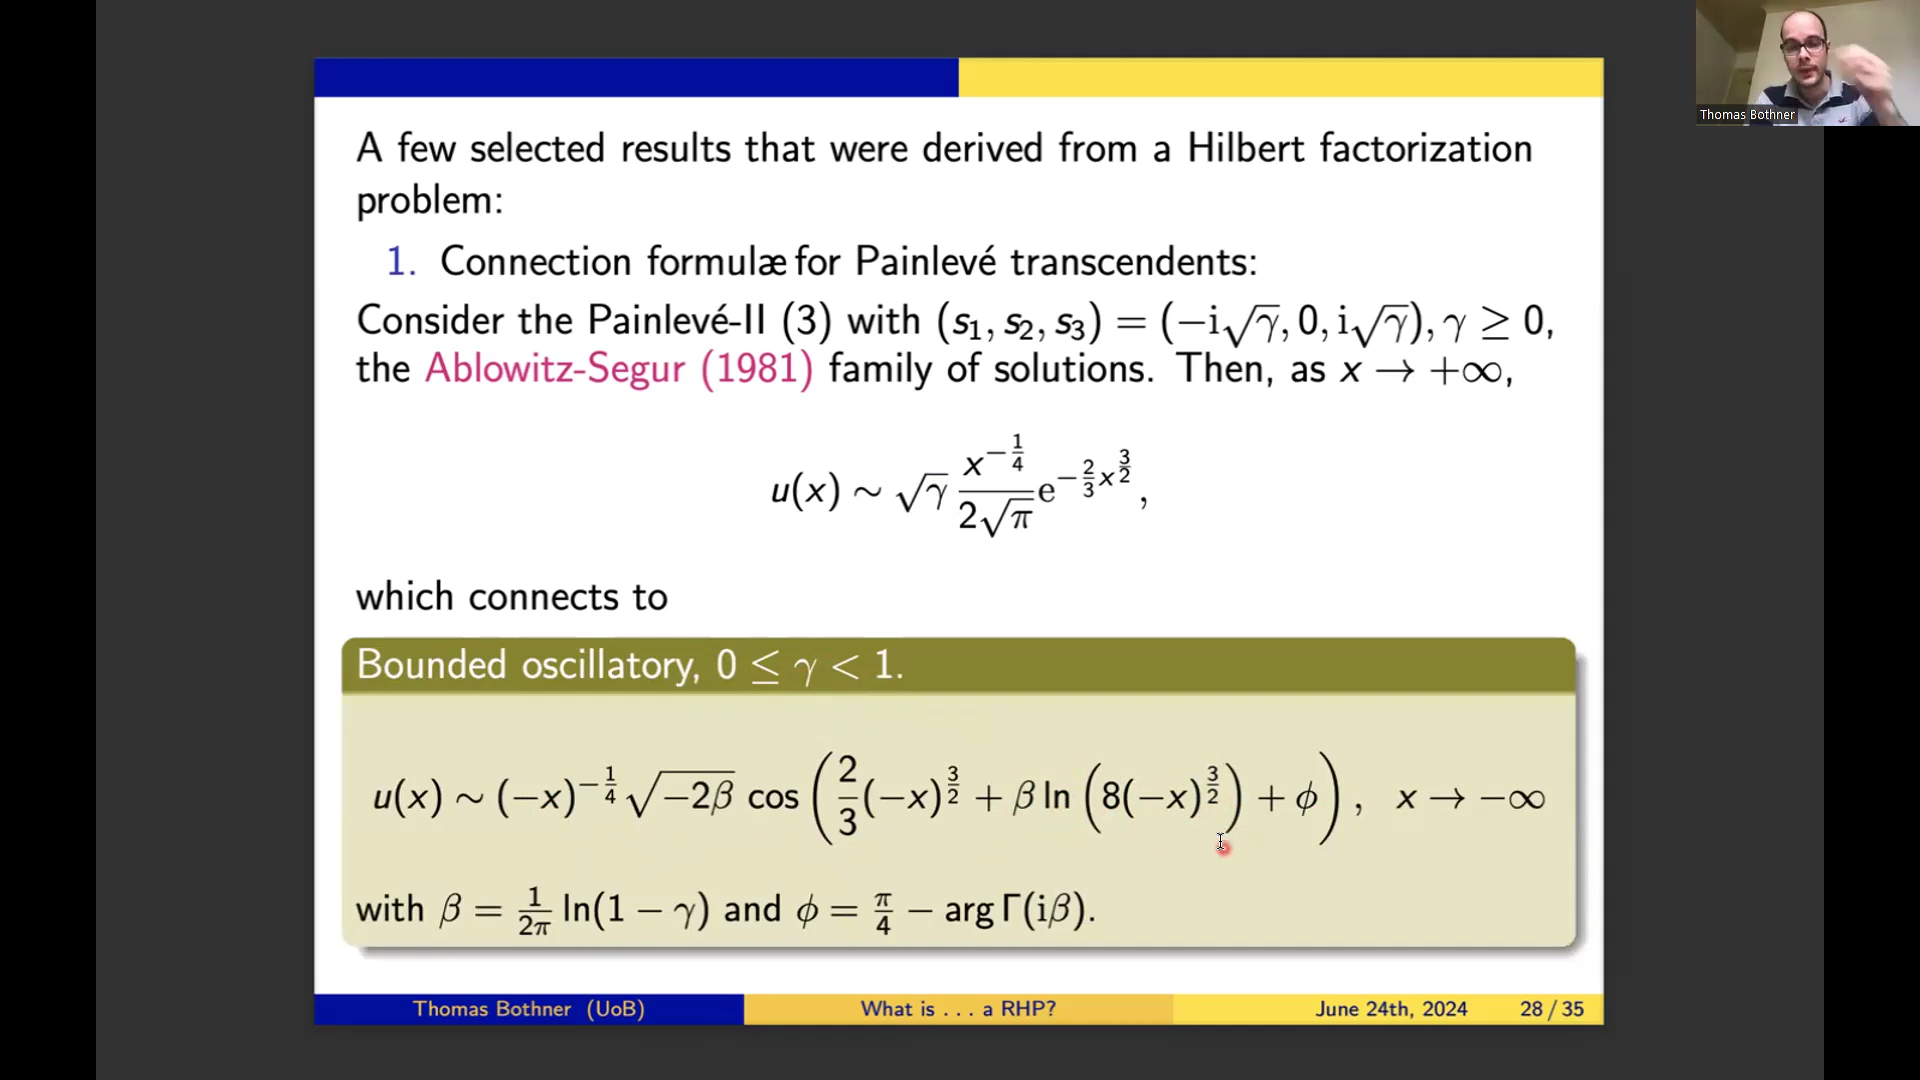 Thomas Bothner
A few selected results that were derived from a Hilbert factorization
problem:
1. Connection formulæ for Painlevé transcendents:
Consider the Painlevé-II (3) with (s₁, s₂, s₃) = (−i√γ, 0, i√γ), γ ≥ 0,
the Ablowitz-Segur (1981) family of solutions. Then, as x → +∞,
u(x) ∼ √γ x^{−1/4}/(2√π) e^{−2/3 x^{3/2}},
which connects to
Bounded oscillatory, 0 ≤ γ < 1.
u(x) ∼ (−x)^{−1/4} √(−2β) cos (2/3 (−x)^{3/2} + β ln (8(−x)^{3/2}) + ϕ), x → −∞
with β = 1/2π ln(1 − γ) and ϕ = π/4 − arg Γ(iβ).
Thomas Bothner (UoB) What is . . . a RHP? June 24th, 2024 28 / 35